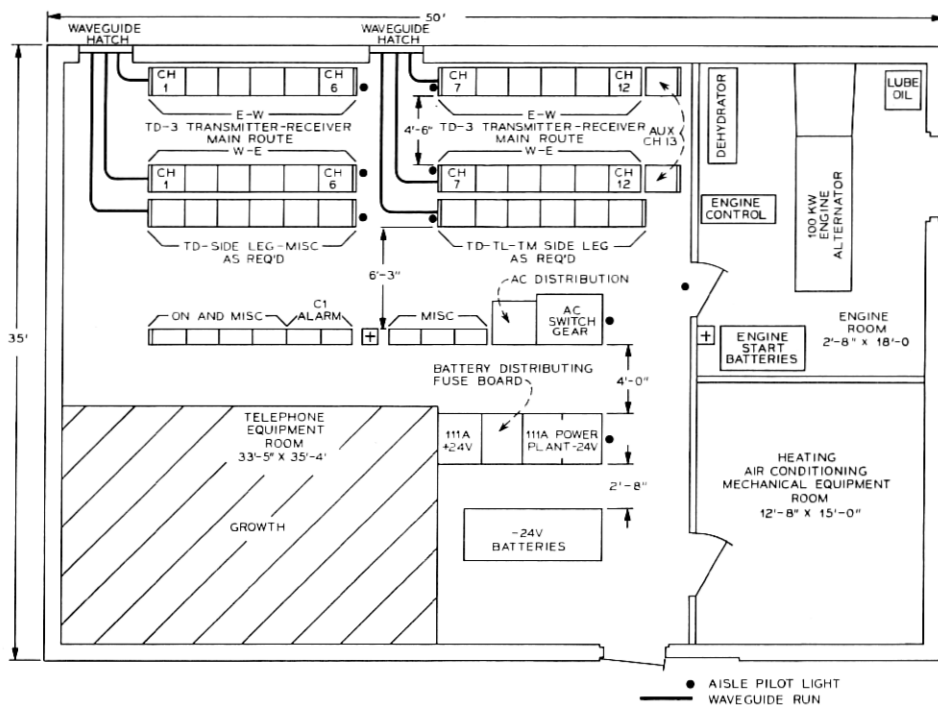 50'
WAVEGUIDE
HATCH
WAVEGUIDE
HATCH
35'
CH
1
CH
6
CH
7
CH
12
E-W
TD-3 TRANSMITTER-RECEIVER
MAIN ROUTE
W-E
4'-6"
E-W
TD-3 TRANSMITTER-RECEIVER
MAIN ROUTE
W-E
AUX
CH 13
CH
1
CH
6
CH
7
CH
12
TD-SIDE LEG-MISC
AS REQ'D
TD-TL-TM SIDE LEG
AS REQ'D
6'-3"
DEHYDRATOR
LUBE
OIL
ENGINE
CONTROL
100 KW
ENGINE
ALTERNATOR
AC DISTRIBUTION
ON AND MISC
C1
ALARM
MISC
AC
SWITCH
GEAR
ENGINE
START
BATTERIES
ENGINE
ROOM
2'-8" X 18'-0
4'-0"
BATTERY DISTRIBUTING
FUSE BOARD
TELEPHONE
EQUIPMENT
ROOM
33'-5" X 35'-4'
111A
+24V
111A POWER
PLANT-24V
2'-8"
HEATING
AIR CONDITIONING
MECHANICAL EQUIPMENT
ROOM
12'-8" X 15'-0"
GROWTH
-24V
BATTERIES
AISLE PILOT LIGHT
WAVEGUIDE RUN